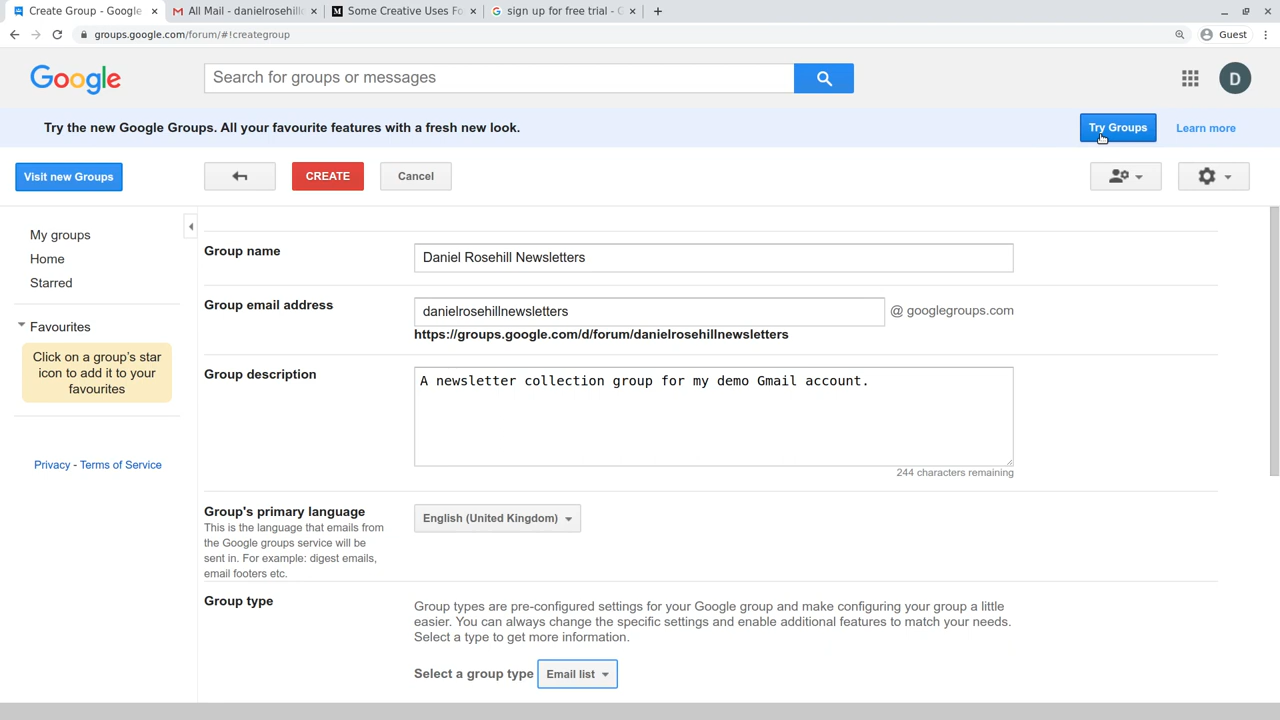 Create Group - Google
All Mail - danielrosehill
Some Creative Uses Fo
sign up for free trial - G
groups.google.com/forum/#!creategroup
Guest
Google
Search for groups or messages
D
Try the new Google Groups. All your favourite features with a fresh new look.
Try Groups
Learn more
Visit new Groups
CREATE
Cancel
My groups
Home
Starred
Favourites
Click on a group's star
icon to add it to your
favourites
Privacy - Terms of Service
Group name
Daniel Rosehill Newsletters
Group email address
danielrosehillnewsletters
@ googlegroups.com
https://groups.google.com/d/forum/danielrosehillnewsletters
Group description
A newsletter collection group for my demo Gmail account.
244 characters remaining
Group's primary language
This is the language that emails from
the Google groups service will be
sent in. For example: digest emails,
email footers etc.
English (United Kingdom)
Group type
Group types are pre-configured settings for your Google group and make configuring your group a little
easier. You can always change the specific settings and enable additional features to match your needs.
Select a type to get more information.
Select a group type
Email list